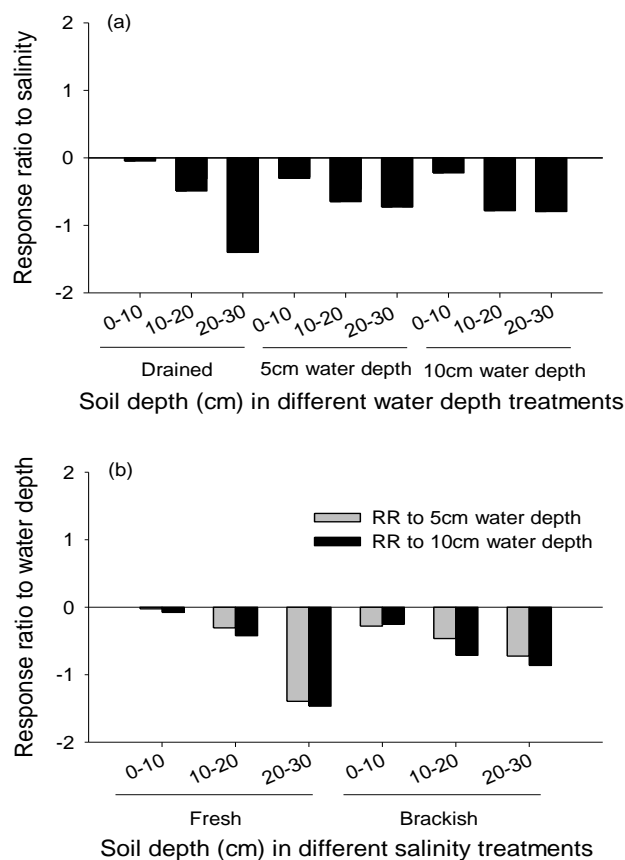 (a)
Response ratio to salinity
2
1
0
-1
-2
0-10
10-20
20-30
0-10
10-20
20-30
0-10
10-20
20-30
Drained
5cm water depth
10cm water depth
Soil depth (cm) in different water depth treatments
(b)
Response ratio to water depth
2
1
0
-1
-2
RR to 5cm water depth
RR to 10cm water depth
0-10
10-20
20-30
0-10
10-20
20-30
Fresh
Brackish
Soil depth (cm) in different salinity treatments